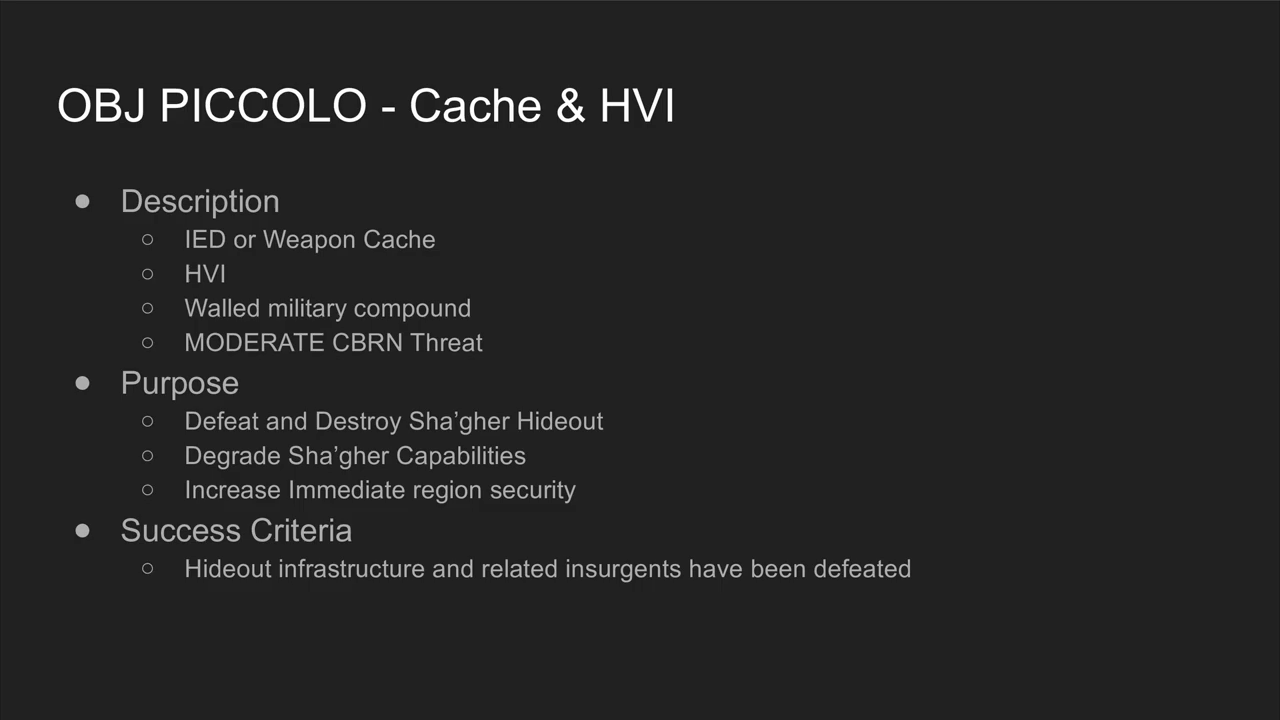 OBJ PICCOLO - Cache & HVI
● Description
○ IED or Weapon Cache
○ HVI
○ Walled military compound
○ MODERATE CBRN Threat
● Purpose
○ Defeat and Destroy Sha’gher Hideout
○ Degrade Sha’gher Capabilities
○ Increase Immediate region security
● Success Criteria
○ Hideout infrastructure and related insurgents have been defeated